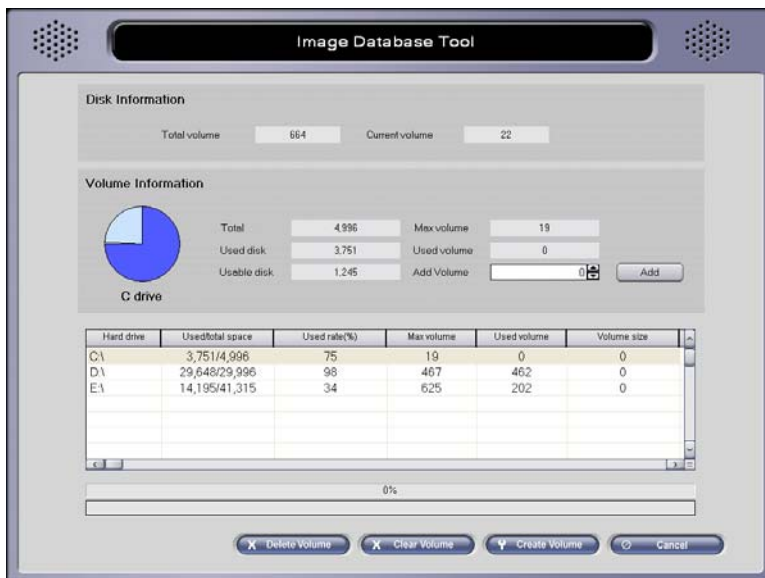 Image Database Tool
Disk Information
Total volume 664 Current volume 22
Volume Information
Total 4,996 Max volume 19
Used disk 3,751 Used volume 0
Usable disk 1,245 Add Volume 0 Add
C drive
Hard drive Used/total space Used rate(%) Max volume Used volume Volume size
C:\ 3,751/4,996 75 19 0 0
D:\ 29,648/29,996 98 467 462 0
E:\ 14,195/41,315 34 625 202 0
0%
X Delete Volume X Clear Volume Y Create Volume Cancel